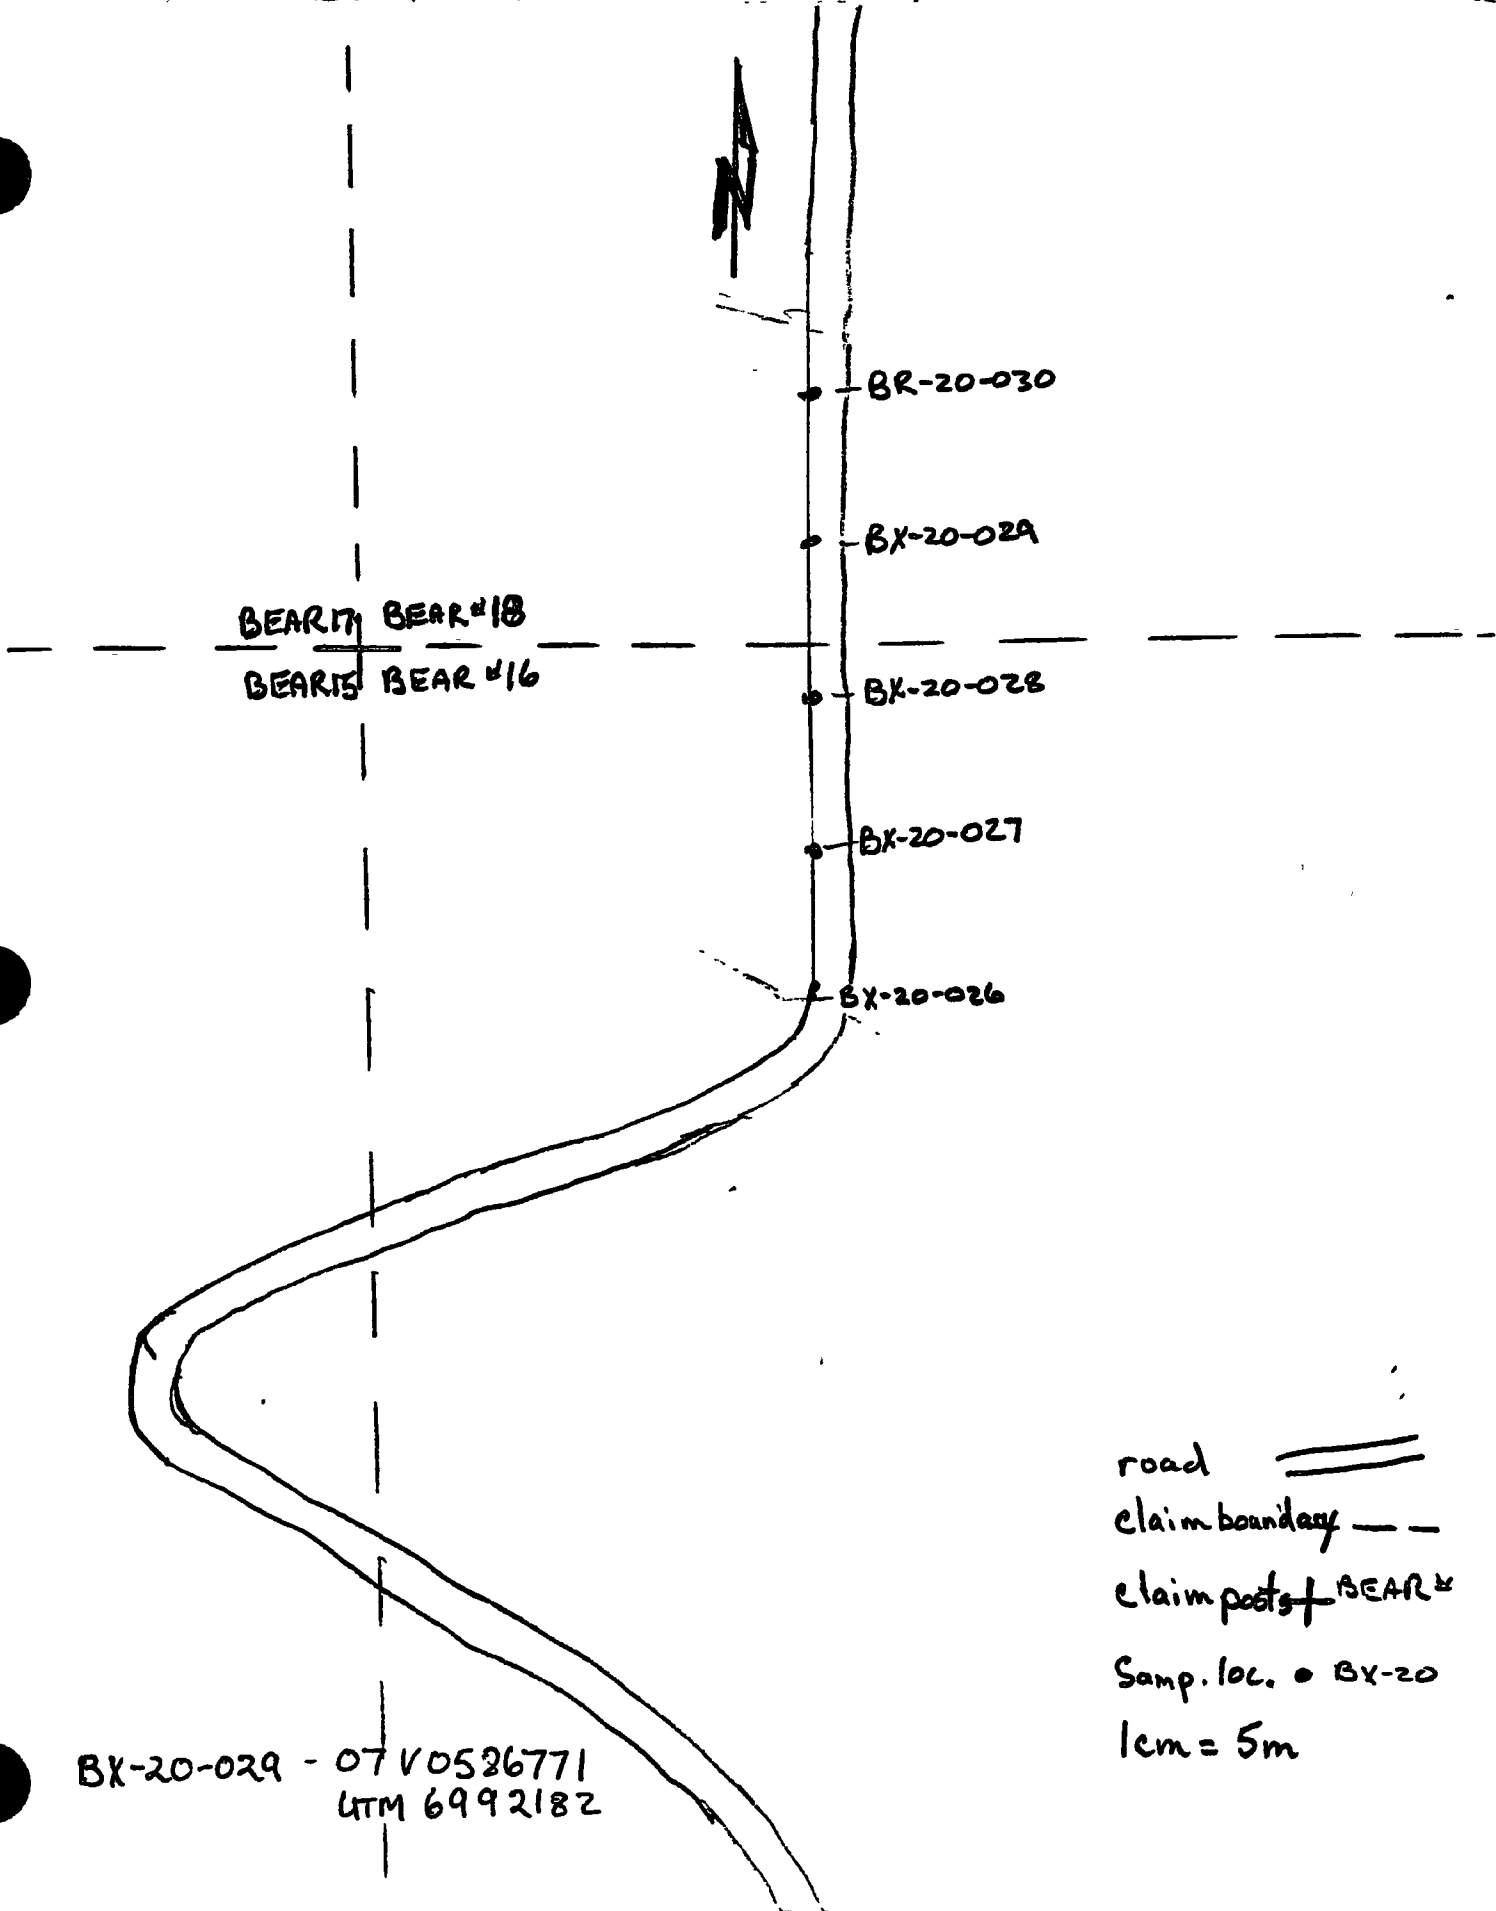 N
BR-20-030
BX-20-029
BEAR17 BEAR#18
BEAR15 BEAR #16
BX-20-028
BX-20-027
BX-20-026
road
claim boundary
claim posts BEAR #
Samp. loc. • BX-20
1cm = 5m
BX-20-029 - 07 V 0586771
UTM 6992182